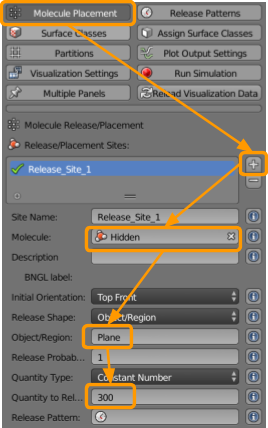 Molecule Placement
Release Patterns
Surface Classes
Assign Surface Classes
Partitions
Plot Output Settings
Visualization Settings
Run Simulation
Multiple Panels
Reload Visualization Data
Molecule Release/Placement
Release/Placement Sites:
Release_Site_1
Site Name: Release_Site_1
Molecule: Hidden
Description
BNGL label:
Initial Orientation: Top Front
Release Shape: Object/Region
Object/Region: Plane
Release Probab... 1
Quantity Type: Constant Number
Quantity to Rel... 300
Release Pattern: